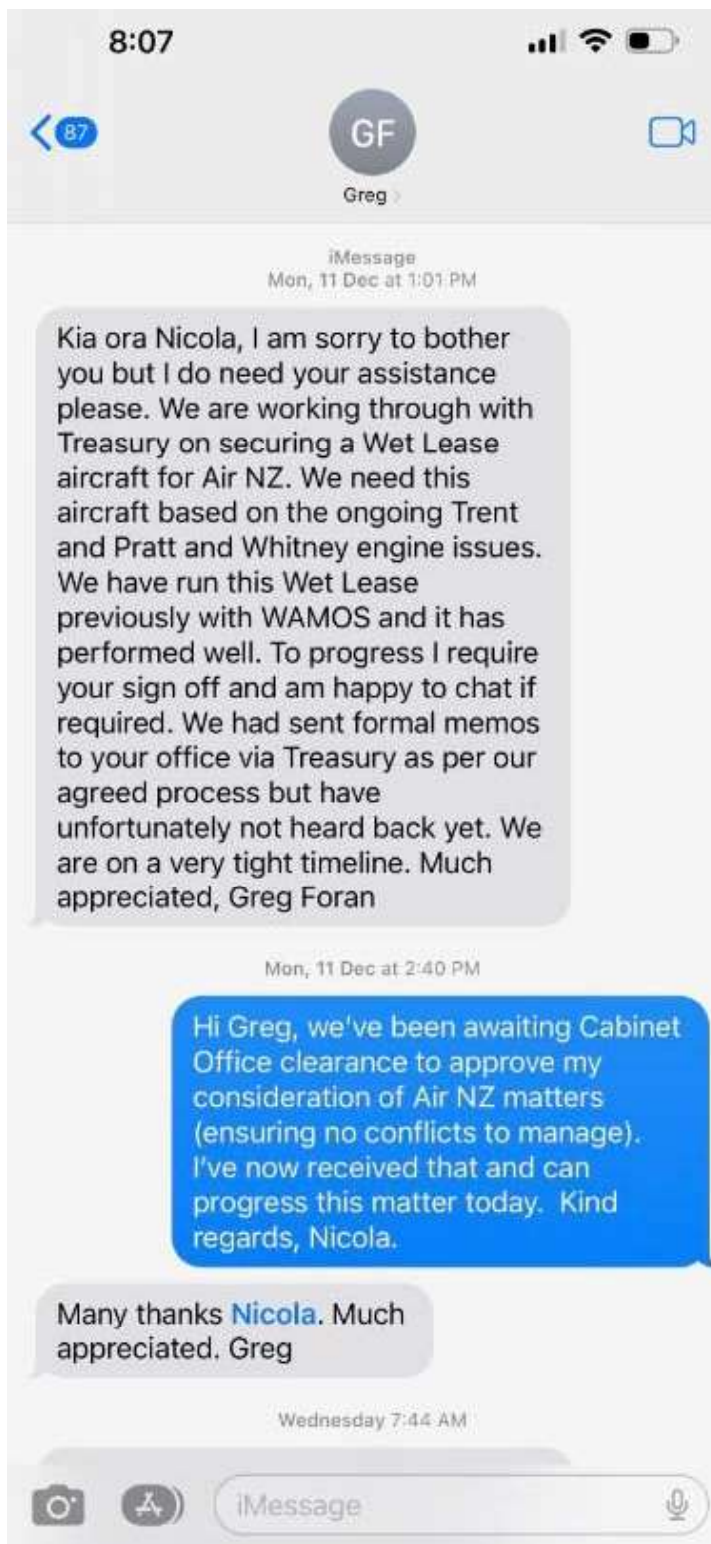 8:07
87
GF
Greg
iMessage
Mon, 11 Dec at 1:01 PM
Kia ora Nicola, I am sorry to bother
you but I do need your assistance
please. We are working through with
Treasury on securing a Wet Lease
aircraft for Air NZ. We need this
aircraft based on the ongoing Trent
and Pratt and Whitney engine issues.
We have run this Wet Lease
previously with WAMOS and it has
performed well. To progress I require
your sign off and am happy to chat if
required. We had sent formal memos
to your office via Treasury as per our
agreed process but have
unfortunately not heard back yet. We
are on a very tight timeline. Much
appreciated, Greg Foran
Mon, 11 Dec at 2:40 PM
Hi Greg, we've been awaiting Cabinet
Office clearance to approve my
consideration of Air NZ matters
(ensuring no conflicts to manage).
I've now received that and can
progress this matter today.  Kind
regards, Nicola.
Many thanks Nicola. Much
appreciated. Greg
Wednesday 7:44 AM
iMessage